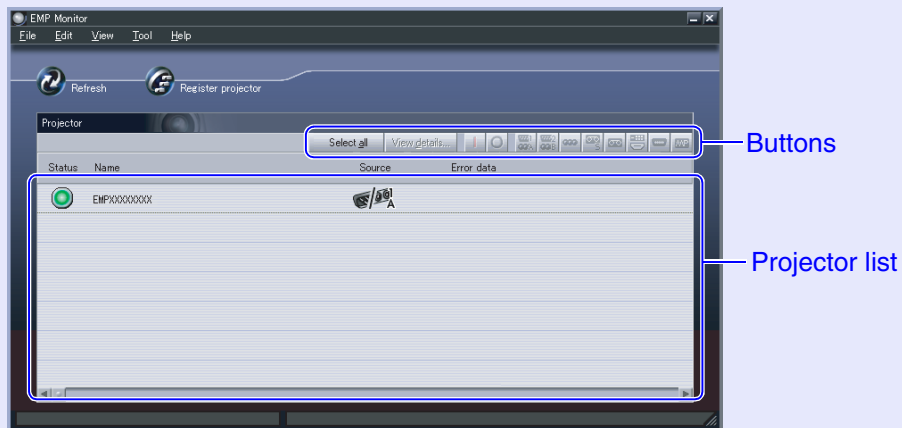 EMP Monitor
File Edit View Tool Help
Refresh Register projector
Projector
Select all View details...
Buttons
Status Name Source Error data
EMPXXXXXXX
A
Projector list